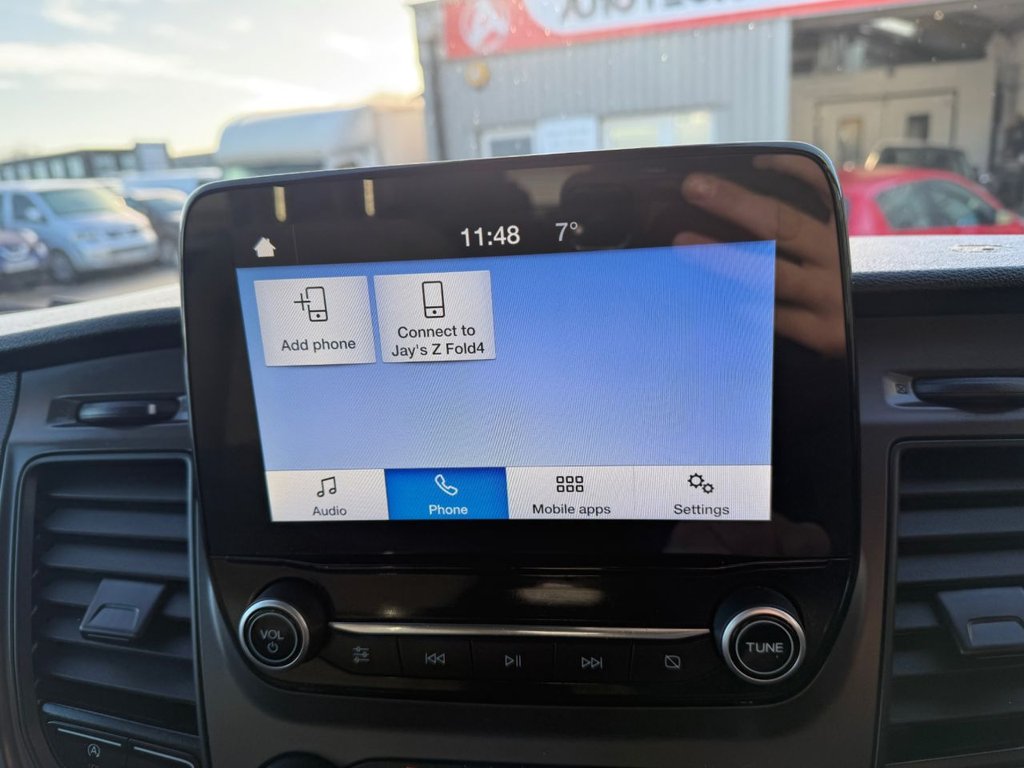 11:48 7°
Add phone
Connect to
Jay's Z Fold4
Audio
Phone
Mobile apps
Settings
VOL
TUNE